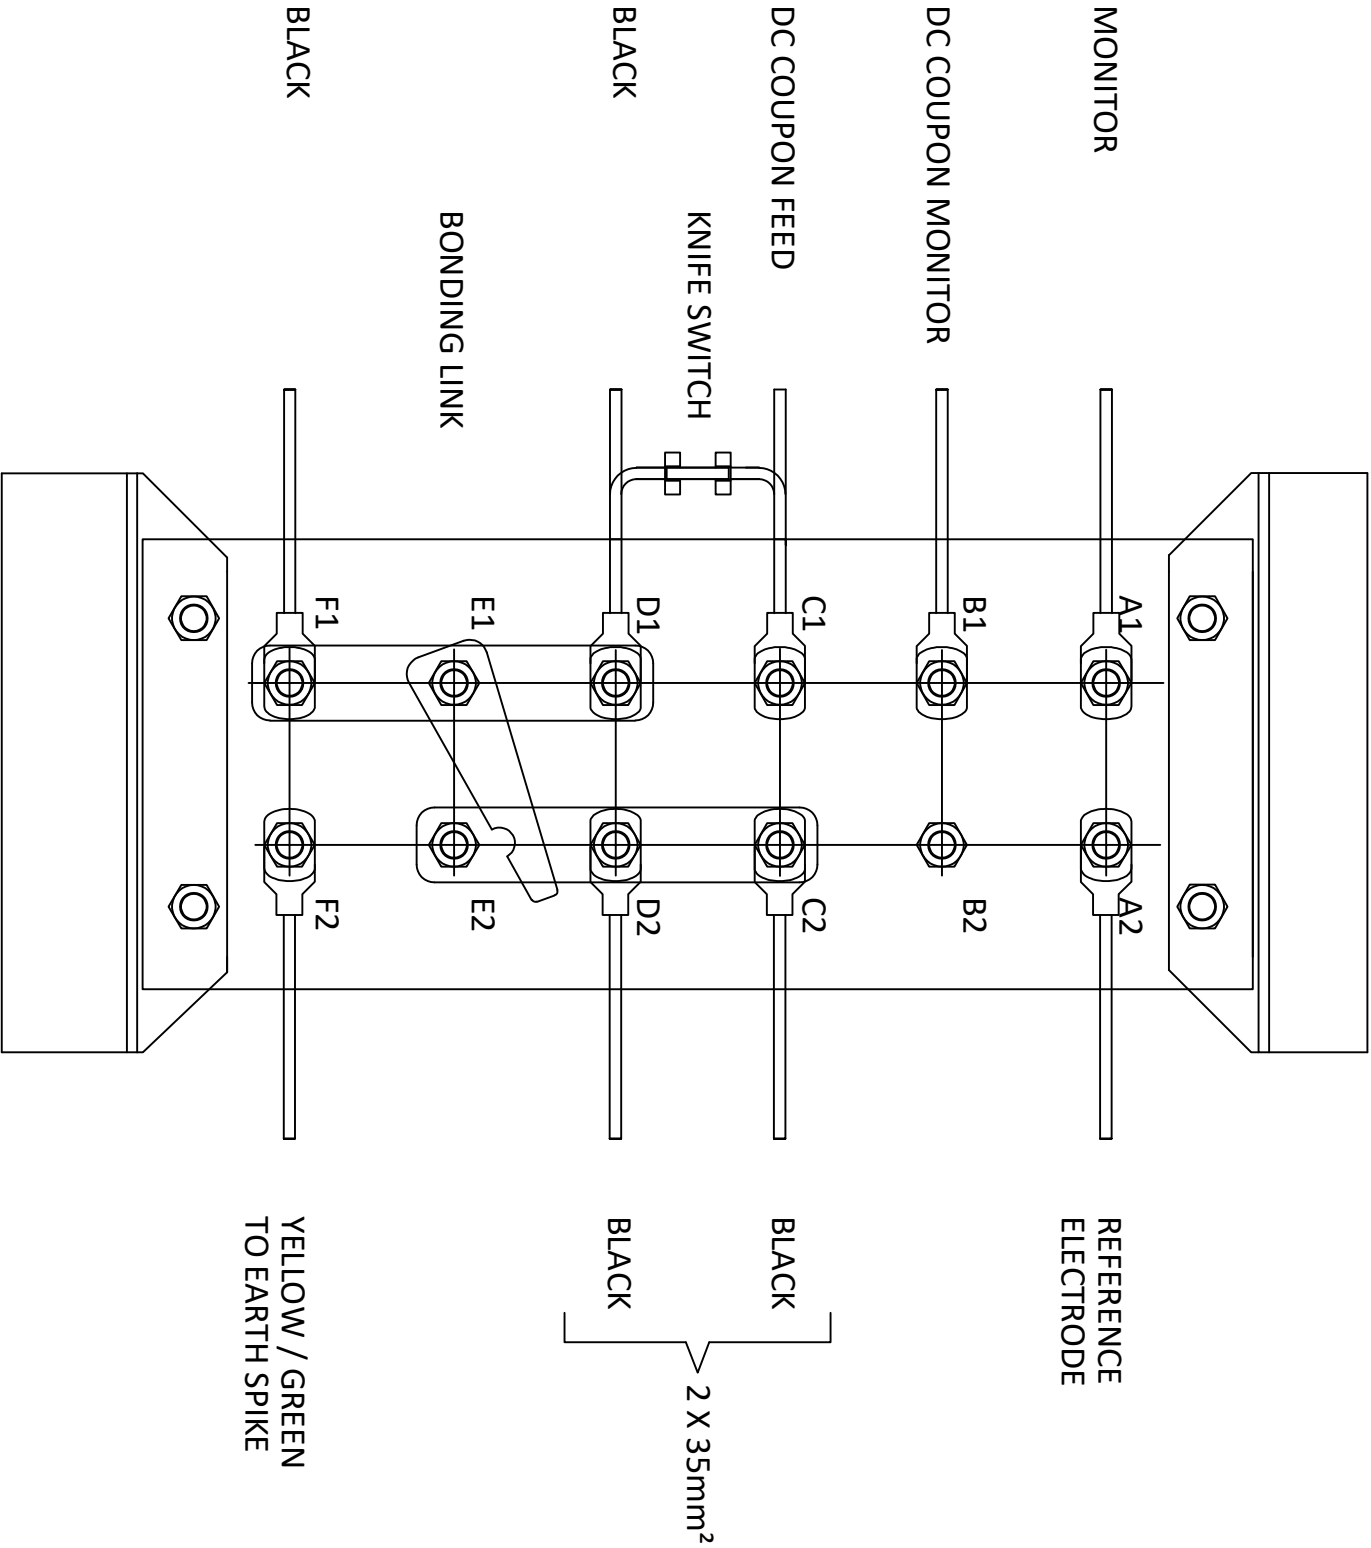 MONITOR
DC COUPON MONITOR
DC COUPON FEED
KNIFE SWITCH
BLACK
BONDING LINK
BLACK
A1
B1
C1
D1
E1
F1
A2
B2
C2
D2
E2
F2
REFERENCE
ELECTRODE
BLACK
BLACK
2 X 35mm²
YELLOW / GREEN
TO EARTH SPIKE